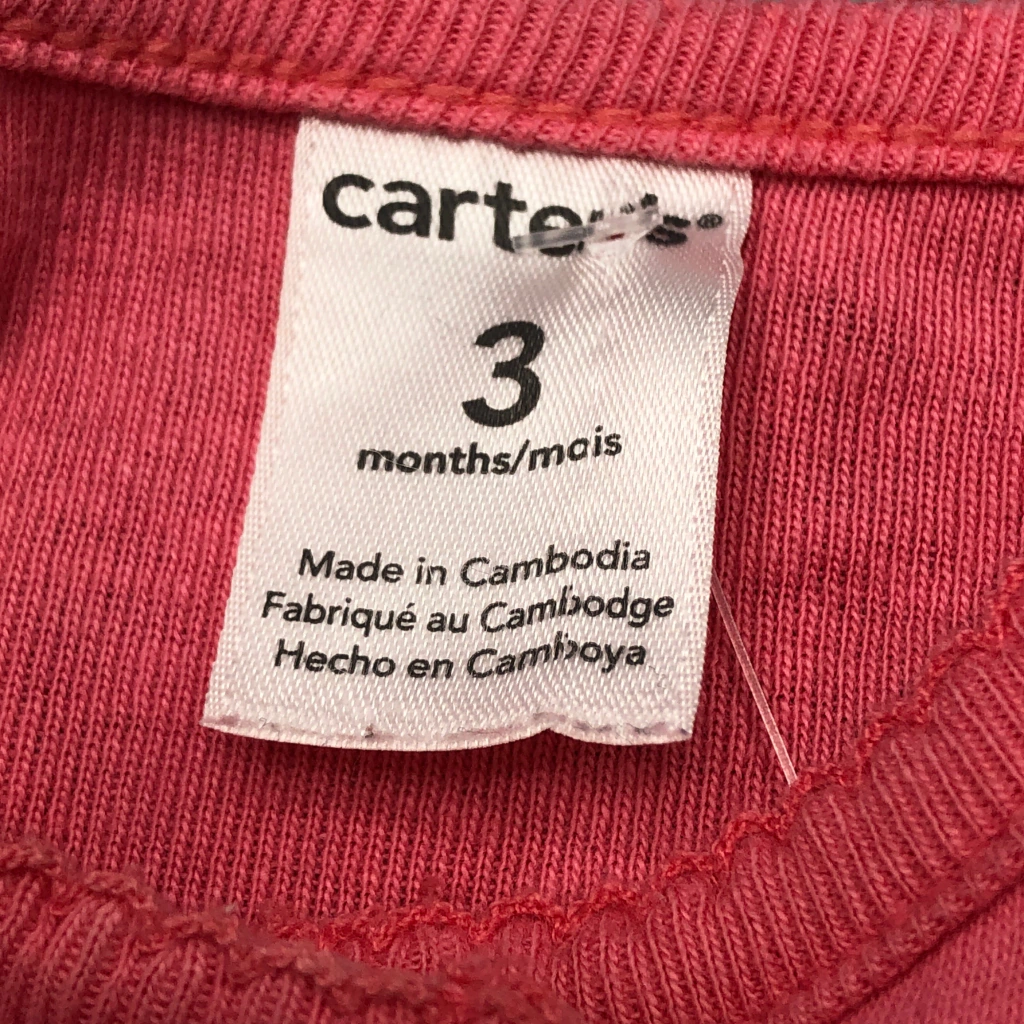 carter's®
3
months/mois
Made in Cambodia
Fabriqué au Cambodge
Hecho en Camboya